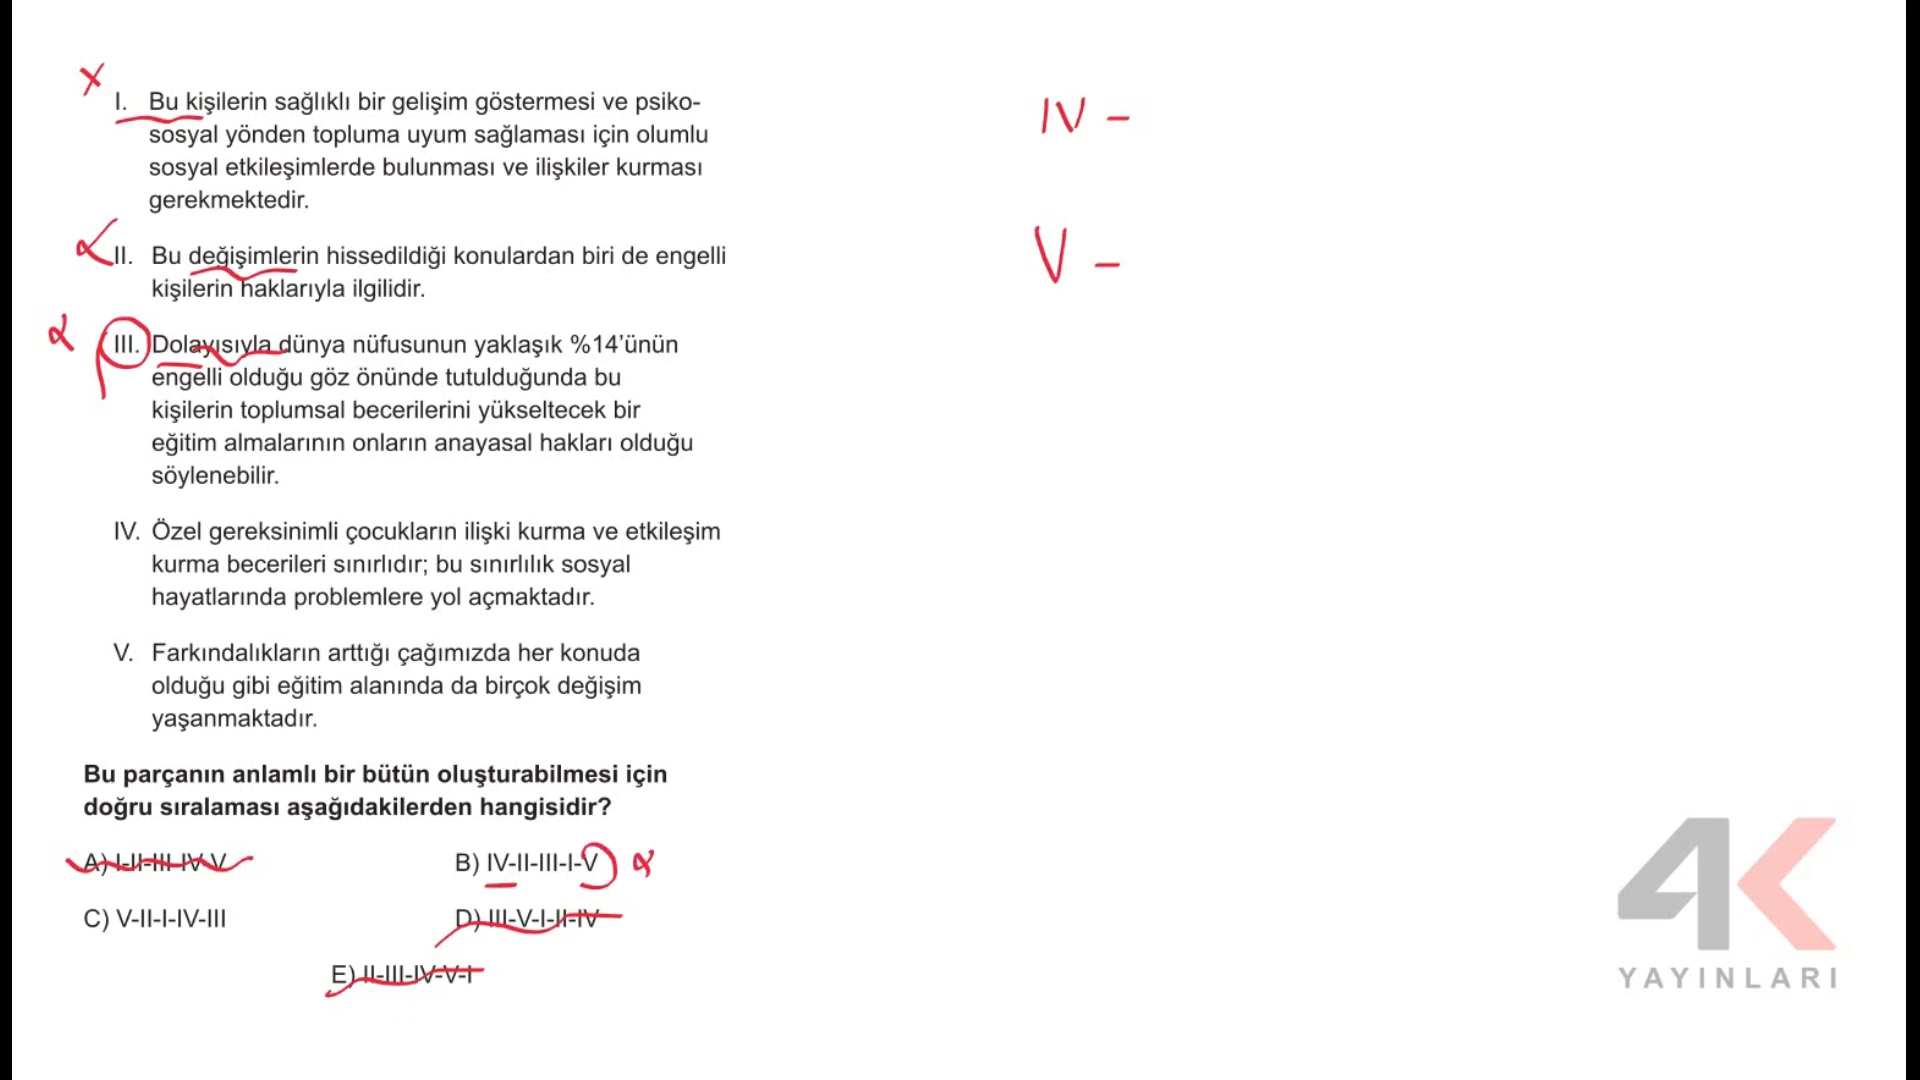 I. Bu kişilerin sağlıklı bir gelişim göstermesi ve psiko-
sosyal yönden topluma uyum sağlaması için olumlu
sosyal etkileşimlerde bulunması ve ilişkiler kurması
gerekmektedir.
II. Bu değişimlerin hissedildiği konulardan biri de engelli
kişilerin haklarıyla ilgilidir.
III. Dolayısıyla dünya nüfusunun yaklaşık %14’ünün
engelli olduğu göz önünde tutulduğunda bu
kişilerin toplumsal becerilerini yükseltecek bir
eğitim almalarının onların anayasal hakları olduğu
söylenebilir.
IV. Özel gereksinimli çocukların ilişki kurma ve etkileşim
kurma becerileri sınırlıdır; bu sınırlılık sosyal
hayatlarında problemlere yol açmaktadır.
V. Farkındalıkların arttığı çağımızda her konuda
olduğu gibi eğitim alanında da birçok değişim
yaşanmaktadır.
Bu parçanın anlamlı bir bütün oluşturabilmesi için
doğru sıralaması aşağıdakilerden hangisidir?
A) I-II-III-IV-V
B) IV-II-III-I-V
C) V-II-I-IV-III
D) III-V-I-II-IV
E) II-III-IV-V-I
IV -
V -
4K
YAYINLARI